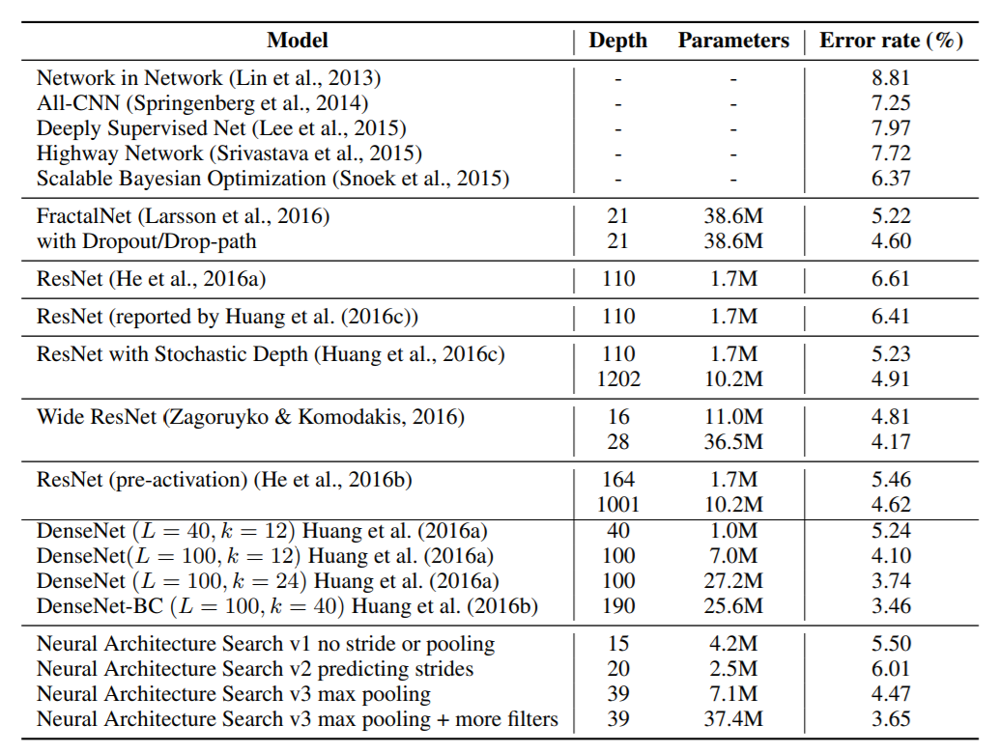 Model Depth Parameters Error rate (%)
Network in Network (Lin et al., 2013) - - 8.81
All-CNN (Springenberg et al., 2014) - - 7.25
Deeply Supervised Net (Lee et al., 2015) - - 7.97
Highway Network (Srivastava et al., 2015) - - 7.72
Scalable Bayesian Optimization (Snoek et al., 2015) - - 6.37
FractalNet (Larsson et al., 2016) 21 38.6M 5.22
with Dropout/Drop-path 21 38.6M 4.60
ResNet (He et al., 2016a) 110 1.7M 6.61
ResNet (reported by Huang et al. (2016c)) 110 1.7M 6.41
ResNet with Stochastic Depth (Huang et al., 2016c) 110 1.7M 5.23
1202 10.2M 4.91
Wide ResNet (Zagoruyko & Komodakis, 2016) 16 11.0M 4.81
28 36.5M 4.17
ResNet (pre-activation) (He et al., 2016b) 164 1.7M 5.46
1001 10.2M 4.62
DenseNet (L = 40, k = 12) Huang et al. (2016a) 40 1.0M 5.24
DenseNet(L = 100, k = 12) Huang et al. (2016a) 100 7.0M 4.10
DenseNet (L = 100, k = 24) Huang et al. (2016a) 100 27.2M 3.74
DenseNet-BC (L = 100, k = 40) Huang et al. (2016b) 190 25.6M 3.46
Neural Architecture Search v1 no stride or pooling 15 4.2M 5.50
Neural Architecture Search v2 predicting strides 20 2.5M 6.01
Neural Architecture Search v3 max pooling 39 7.1M 4.47
Neural Architecture Search v3 max pooling + more filters 39 37.4M 3.65